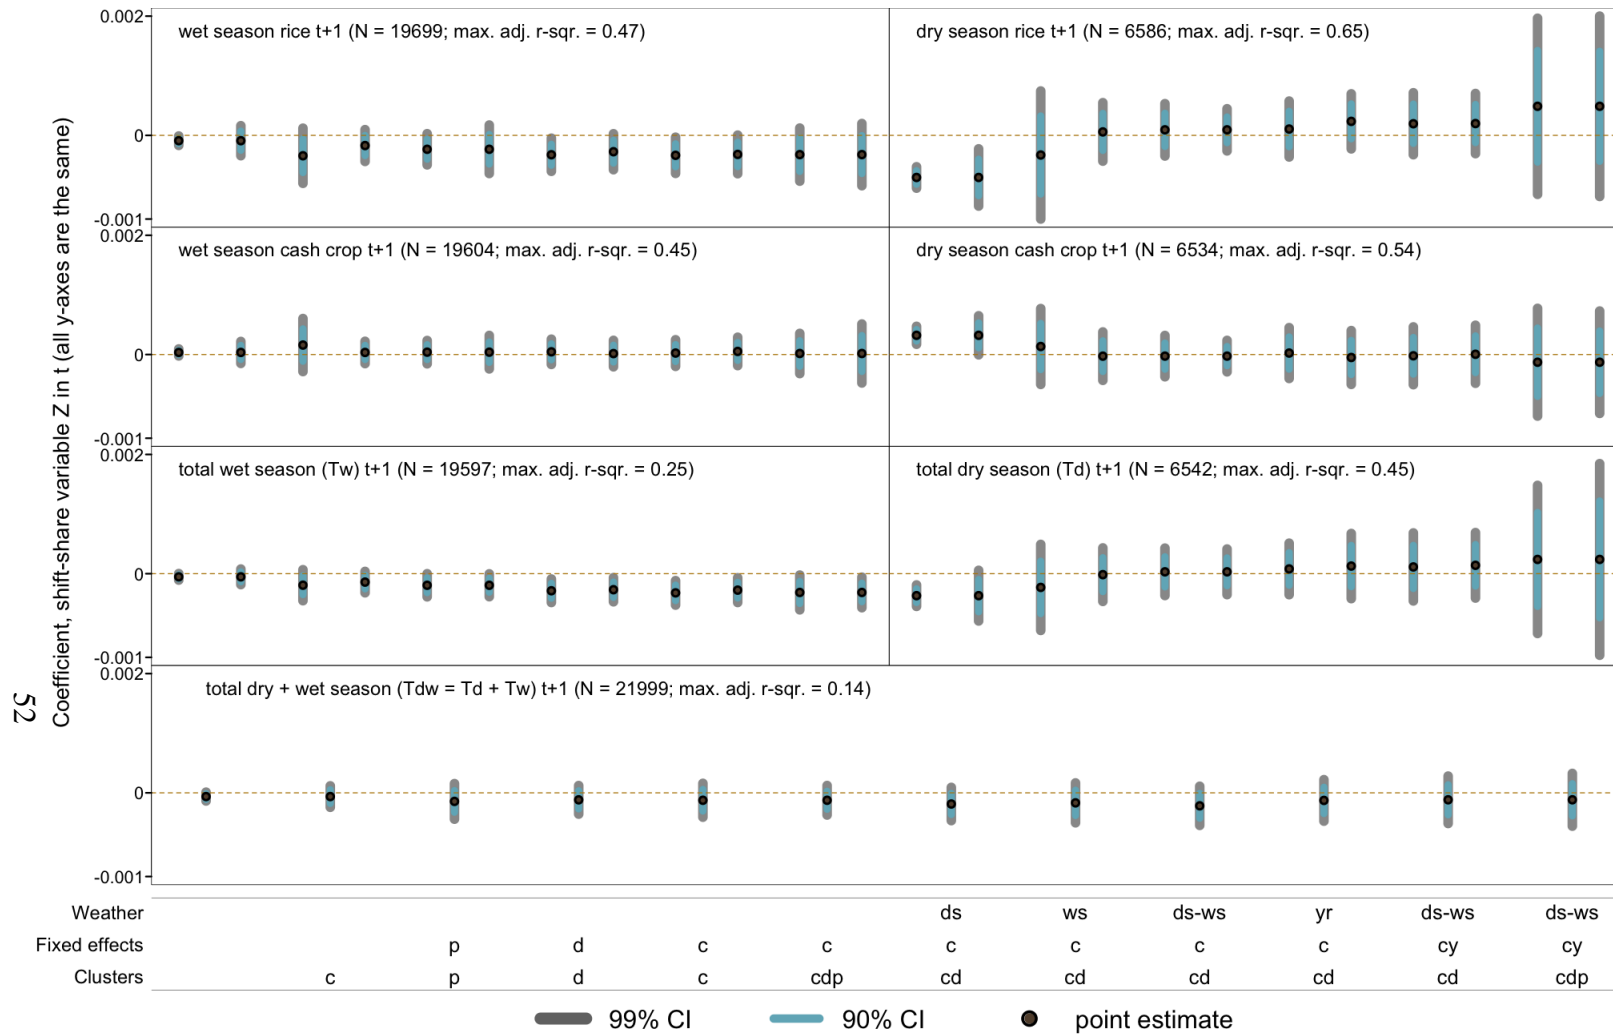 0.002
wet season rice t+1 (N = 19699; max. adj. r-sqr. = 0.47)
dry season rice t+1 (N = 6586; max. adj. r-sqr. = 0.65)
0
-0.001
0.002
wet season cash crop t+1 (N = 19604; max. adj. r-sqr. = 0.45)
dry season cash crop t+1 (N = 6534; max. adj. r-sqr. = 0.54)
0
-0.001
0.002
total wet season (Tw) t+1 (N = 19597; max. adj. r-sqr. = 0.25)
total dry season (Td) t+1 (N = 6542; max. adj. r-sqr. = 0.45)
0
-0.001
0.002
total dry + wet season (Tdw = Td + Tw) t+1 (N = 21999; max. adj. r-sqr. = 0.14)
0
-0.001
Coefficient, shift-share variable Z in t (all y-axes are the same)
52
Weather ds ws ds-ws yr ds-ws ds-ws
Fixed effects p d c c c c c c cy cy
Clusters c p d c cdp cd cd cd cd cd cdp
99% CI 90% CI point estimate